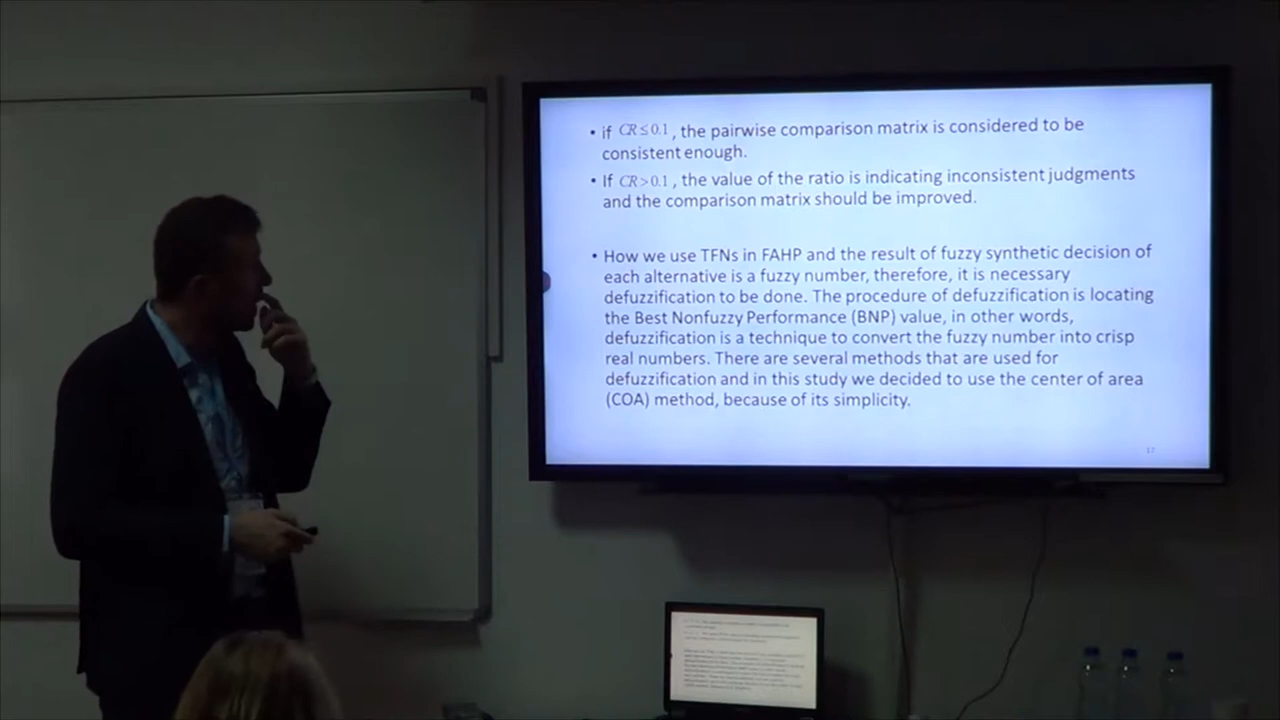 • if CR≤0.1, the pairwise comparison matrix is considered to be
consistent enough.
• If CR>0.1, the value of the ratio is indicating inconsistent judgments
and the comparison matrix should be improved.
• How we use TFNs in FAHP and the result of fuzzy synthetic decision of
each alternative is a fuzzy number, therefore, it is necessary
defuzzification to be done. The procedure of defuzzification is locating
the Best Nonfuzzy Performance (BNP) value, in other words,
defuzzification is a technique to convert the fuzzy number into crisp
real numbers. There are several methods that are used for
defuzzification and in this study we decided to use the center of area
(COA) method, because of its simplicity.
17